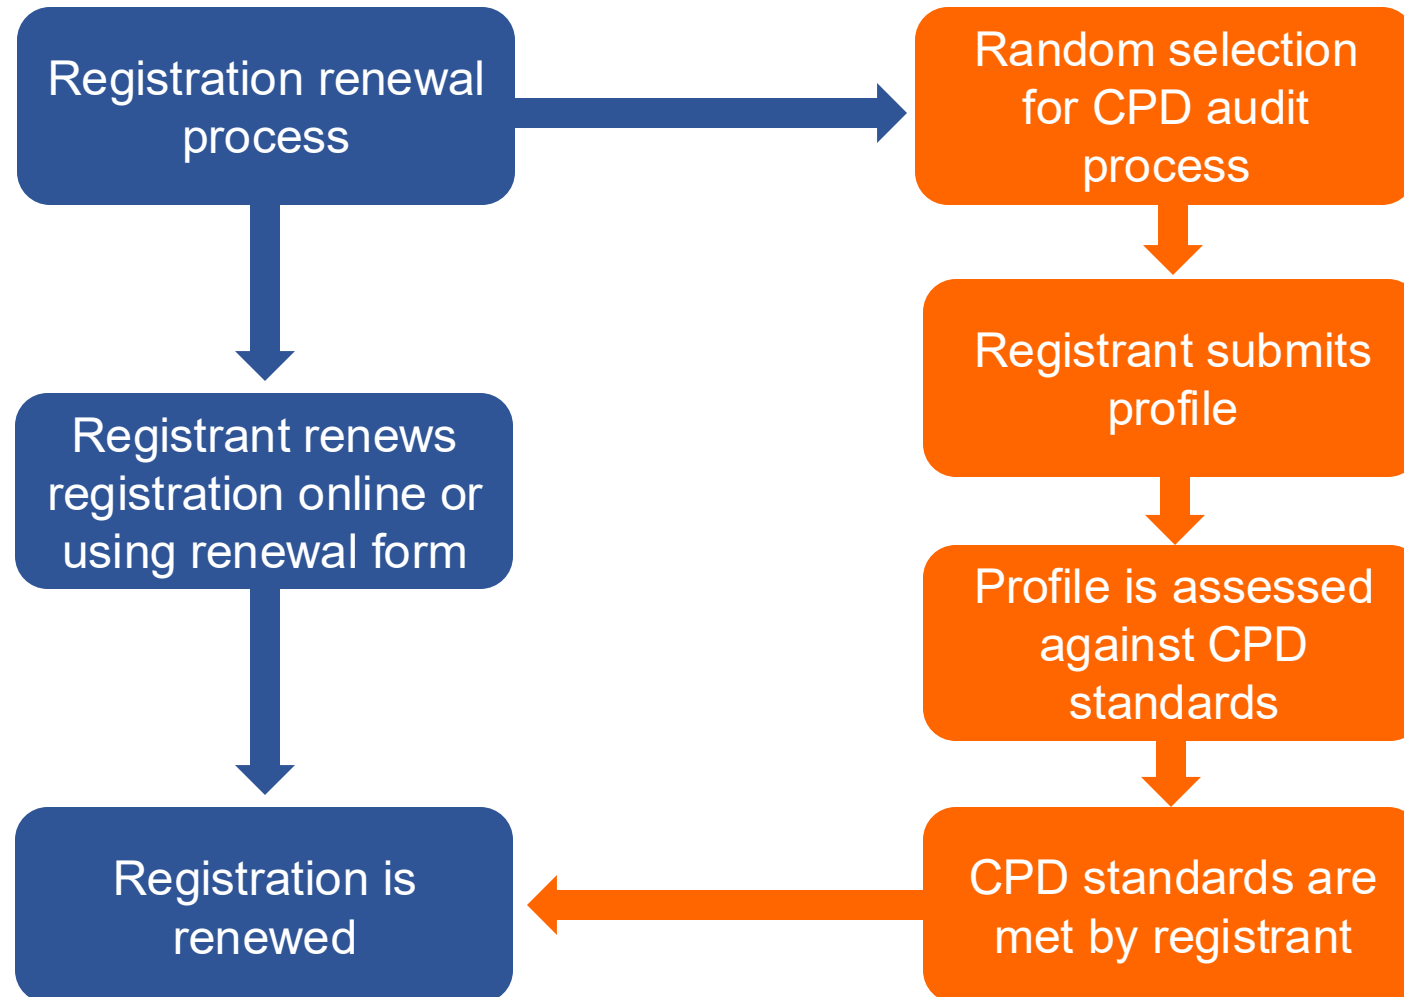 Registration renewal
process
Random selection
for CPD audit
process
Registrant submits
profile
Registrant renews
registration online or
using renewal form
Profile is assessed
against CPD
standards
Registration is
renewed
CPD standards are
met by registrant